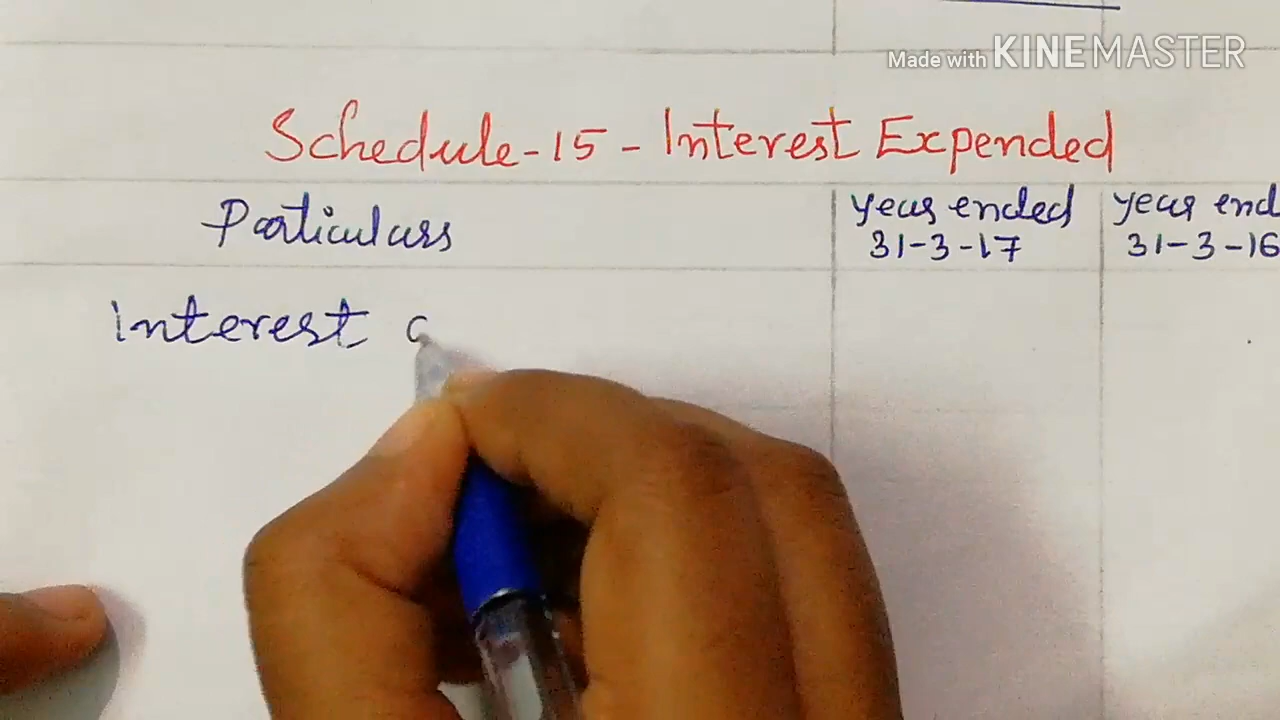 Made with KINEMASTER
Schedule-15 - Interest Expended
Particulars
year ended
31-3-17
year end
31-3-16
Interest